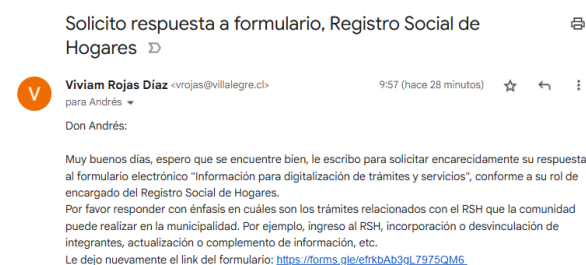 Solicito respuesta a formulario, Registro Social de
Hogares
V
Viviam Rojas Díaz <vrojas@villalegre.cl>
9:57 (hace 28 minutos)
para Andrés
Don Andrés:
Muy buenos días, espero que se encuentre bien, le escribo para solicitar encarecidamente su respuesta
al formulario electrónico "Información para digitalización de trámites y servicios", conforme a su rol de
encargado del Registro Social de Hogares.
Por favor responder con énfasis en cuáles son los trámites relacionados con el RSH que la comunidad
puede realizar en la municipalidad. Por ejemplo, ingreso al RSH, incorporación o desvinculación de
integrantes, actualización o complemento de información, etc.
Le dejo nuevamente el link del formulario: https://forms.gle/efrkbAb3gL7975QM6